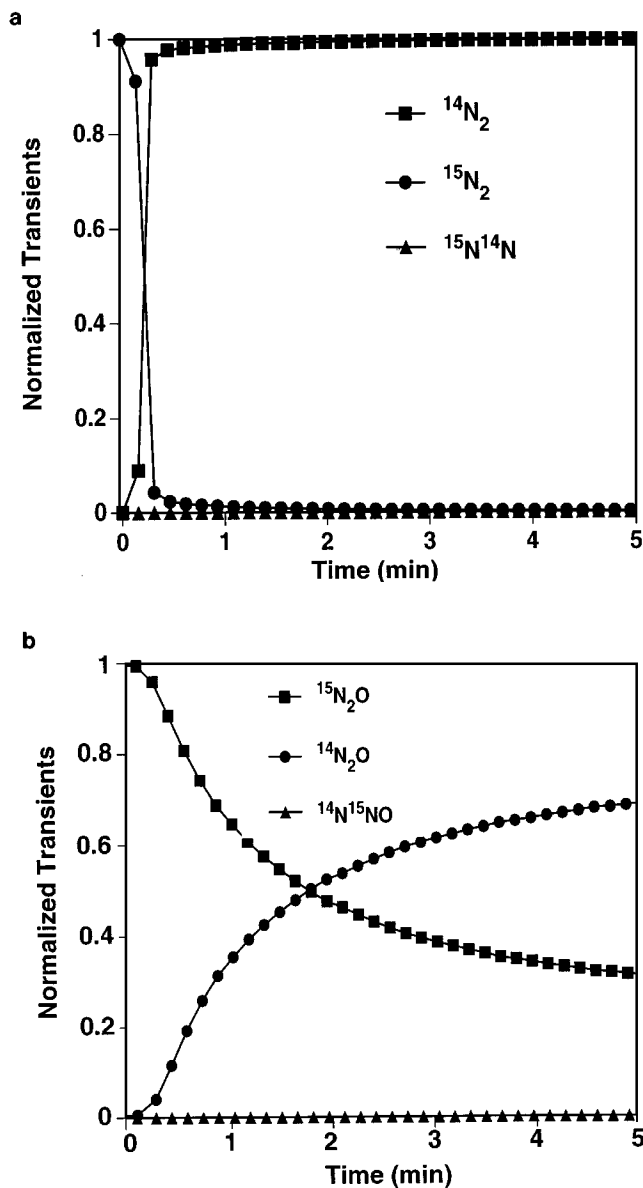 a
Normalized Transients
1
0.8
0.6
0.4
0.2
0
¹⁴N₂
¹⁵N₂
¹⁵N¹⁴N
0 1 2 3 4 5
Time (min)
b
Normalized Transients
1
0.8
0.6
0.4
0.2
0
¹⁵N₂O
¹⁴N₂O
¹⁴N¹⁵NO
0 1 2 3 4 5
Time (min)